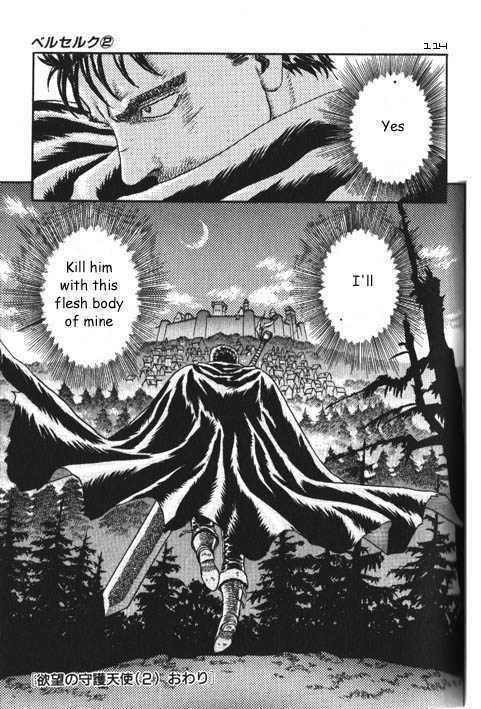 ベルセルク②
114
Yes
I'll
Kill him
with this
flesh body
of mine
[欲望の守護天使(2) おわり]